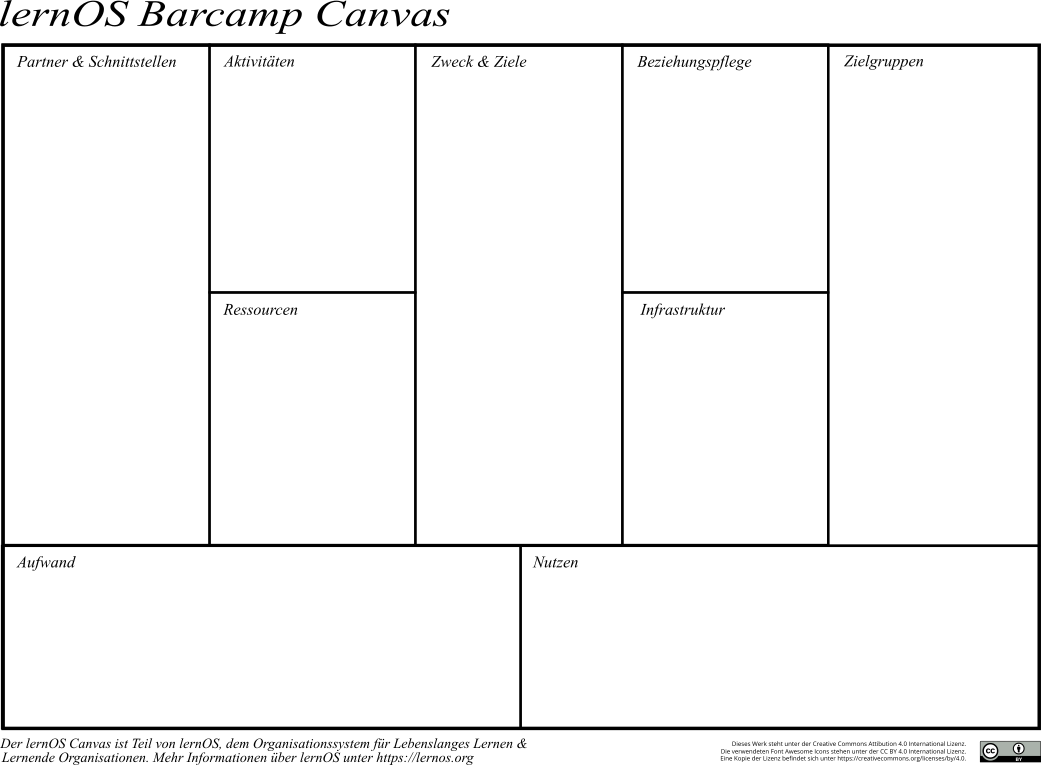 lernOS Barcamp Canvas
Partner & Schnittstellen
Aktivitäten
Zweck & Ziele
Beziehungspflege
Zielgruppen
Ressourcen
Infrastruktur
Aufwand
Nutzen
Der lernOS Canvas ist Teil von lernOS, dem Organisationssystem für Lebenslanges Lernen &
Lernende Organisationen. Mehr Informationen über lernOS unter https://lernos.org
Dieses Werk steht unter der Creative Commons Attibution 4.0 International Lizenz.
Die verwendeten Font Awesome Icons stehen unter der CC BY 4.0 International Lizenz.
Eine Kopie der Lizenz befindet sich unter https://creativecommons.org/licenses/by/4.0.
cc
BY